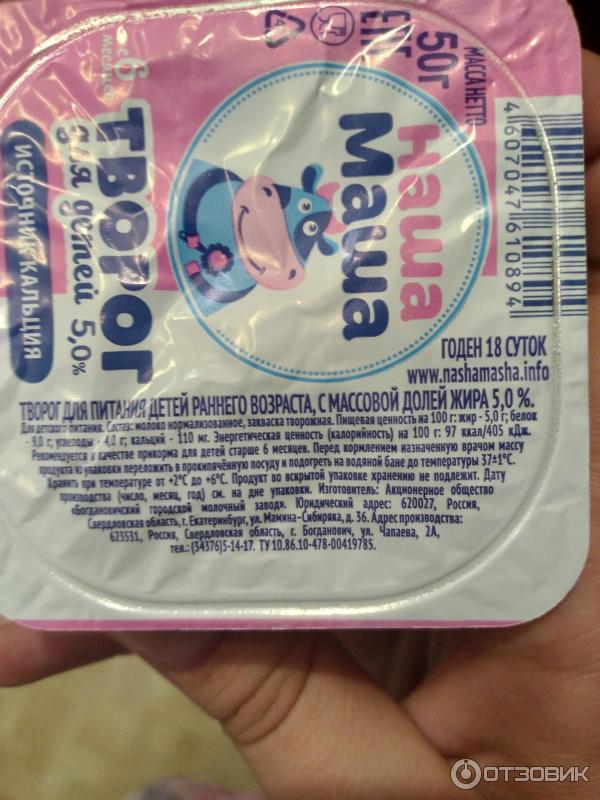 с 6 месяцев
ТВОРОГ
для детей 5,0%
ИСТОЧНИК КАЛЬЦИЯ
Наша
Маша
ЕАС
50г
МАССА НЕТТО
4607047610894
ГОДЕН 18 СУТОК
www.nashamasha.info
ТВОРОГ ДЛЯ ПИТАНИЯ ДЕТЕЙ РАННЕГО ВОЗРАСТА, С МАССОВОЙ ДОЛЕЙ ЖИРА 5,0 %.
Для детского питания. Состав: молоко нормализованное, закваска творожная. Пищевая ценность на 100 г: жир - 5,0 г; белок
- 9,0 г; углеводы - 4,0 г; кальций - 110 мг. Энергетическая ценность (калорийность) на 100 г: 97 ккал/405 кДж.
Рекомендуется в качестве прикорма для детей старше 6 месяцев. Перед кормлением назначенную врачом массу
продукта из упаковки переложить в прокипячённую посуду и подогреть на водяной бане до температуры 37±1°С.
Хранить при температуре от +2°С до +6°С. Продукт во вскрытой упаковке хранению не подлежит. Дату
производства (число, месяц, год) см. на дне упаковки. Изготовитель: Акционерное общество
«Богдановичский городской молочный завод». Юридический адрес: 620027, Россия,
Свердловская область, г. Екатеринбург, ул. Мамина-Сибиряка, д. 36. Адрес производства:
623531, Россия, Свердловская область, г. Богданович, ул. Чапаева, 2А,
тел.: (34376)5-14-17. ТУ 10.86.10-478-00419785.
ОТЗОВИК